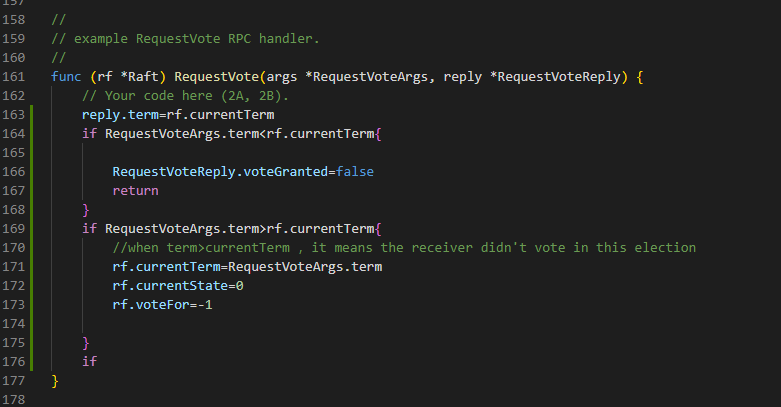 157
158 //
159 // example RequestVote RPC handler.
160 //
161 func (rf *Raft) RequestVote(args *RequestVoteArgs, reply *RequestVoteReply) {
162     // Your code here (2A, 2B).
163     reply.term=rf.currentTerm
164     if RequestVoteArgs.term<rf.currentTerm{
165
166         RequestVoteReply.voteGranted=false
167         return
168     }
169     if RequestVoteArgs.term>rf.currentTerm{
170         //when term>currentTerm , it means the receiver didn't vote in this election
171         rf.currentTerm=RequestVoteArgs.term
172         rf.currentState=0
173         rf.voteFor=-1
174
175     }
176     if
177 }
178